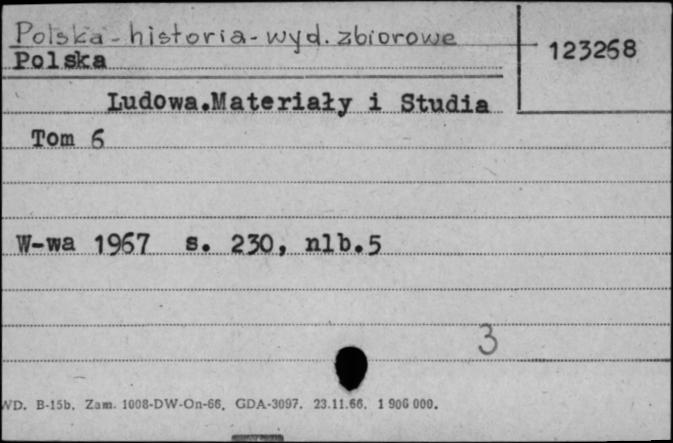 Polska - historia - wyd. zbiorowe
123268
Polska
Ludowa.Materiały i Studia
Tom 6
W-wa 1967 s. 230, nlb.5
3
WD. B-15b. Zam. 1008-DW-On-66. GDA-3097. 23.11.66. 1 906 000.